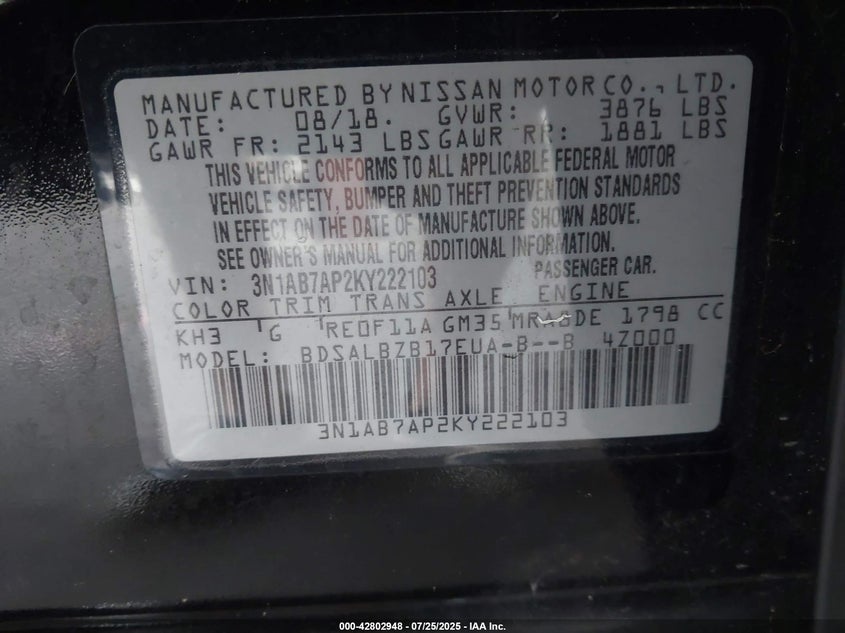 MANUFACTURED BY NISSAN MOTOR CO., LTD.
DATE: 08/18. GVWR: 3876 LBS
GAWR FR: 2143 LBS GAWR RR: 1881 LBS
THIS VEHICLE CONFORMS TO ALL APPLICABLE FEDERAL MOTOR
VEHICLE SAFETY, BUMPER AND THEFT PREVENTION STANDARDS
IN EFFECT ON THE DATE OF MANUFACTURE SHOWN ABOVE.
SEE OWNER'S MANUAL FOR ADDITIONAL INFORMATION.
VIN: 3N1AB7AP2KY222103 PASSENGER CAR.
COLOR TRIM TRANS AXLE ENGINE
KH3 G RE0F11A GM35 MRA8DE 1798 CC
MODEL: BDSALBZB17EUA-B--B 4Z000
3N1AB7AP2KY222103
000-42802948 - 07/25/2025 - IAA Inc.